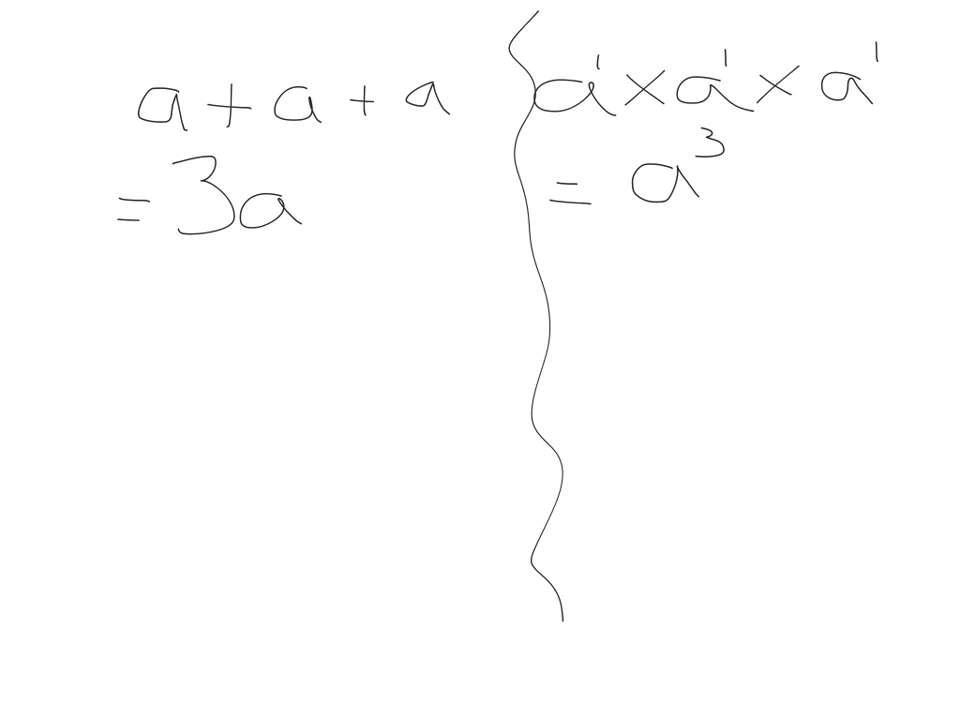 a + a + a
= 3a
a¹ × a¹ × a¹
= a³